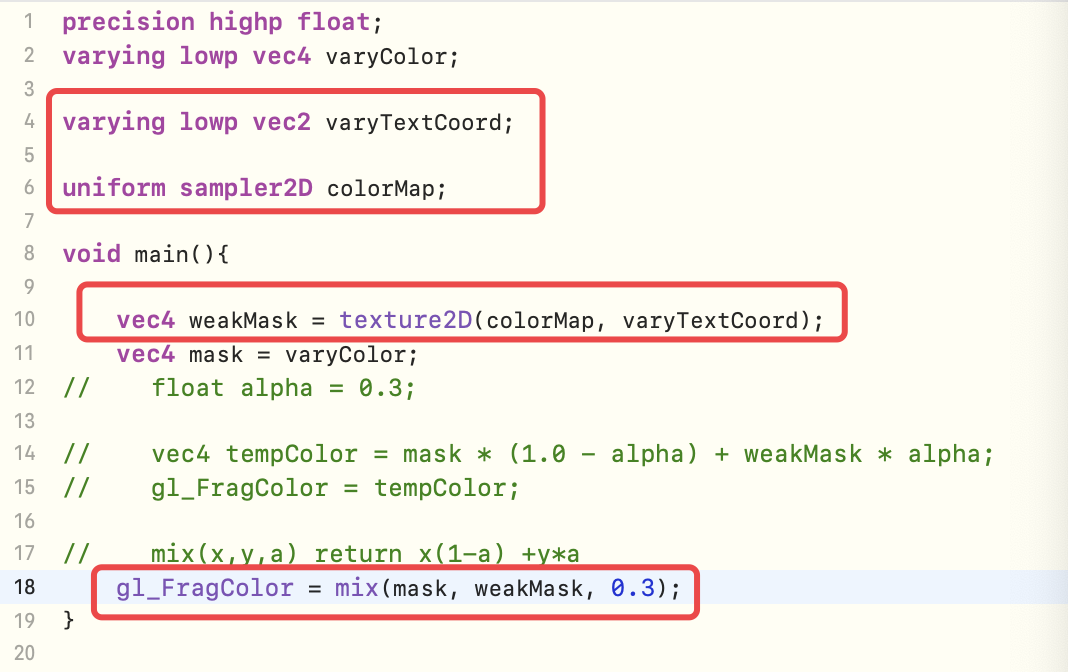 1 precision highp float;
2 varying lowp vec4 varyColor;
3
4 varying lowp vec2 varyTextCoord;
5
6 uniform sampler2D colorMap;
7
8 void main(){
9
10 vec4 weakMask = texture2D(colorMap, varyTextCoord);
11 vec4 mask = varyColor;
12 // float alpha = 0.3;
13
14 // vec4 tempColor = mask * (1.0 - alpha) + weakMask * alpha;
15 // gl_FragColor = tempColor;
16
17 // mix(x,y,a) return x(1-a) +y*a
18 gl_FragColor = mix(mask, weakMask, 0.3);
19 }
20